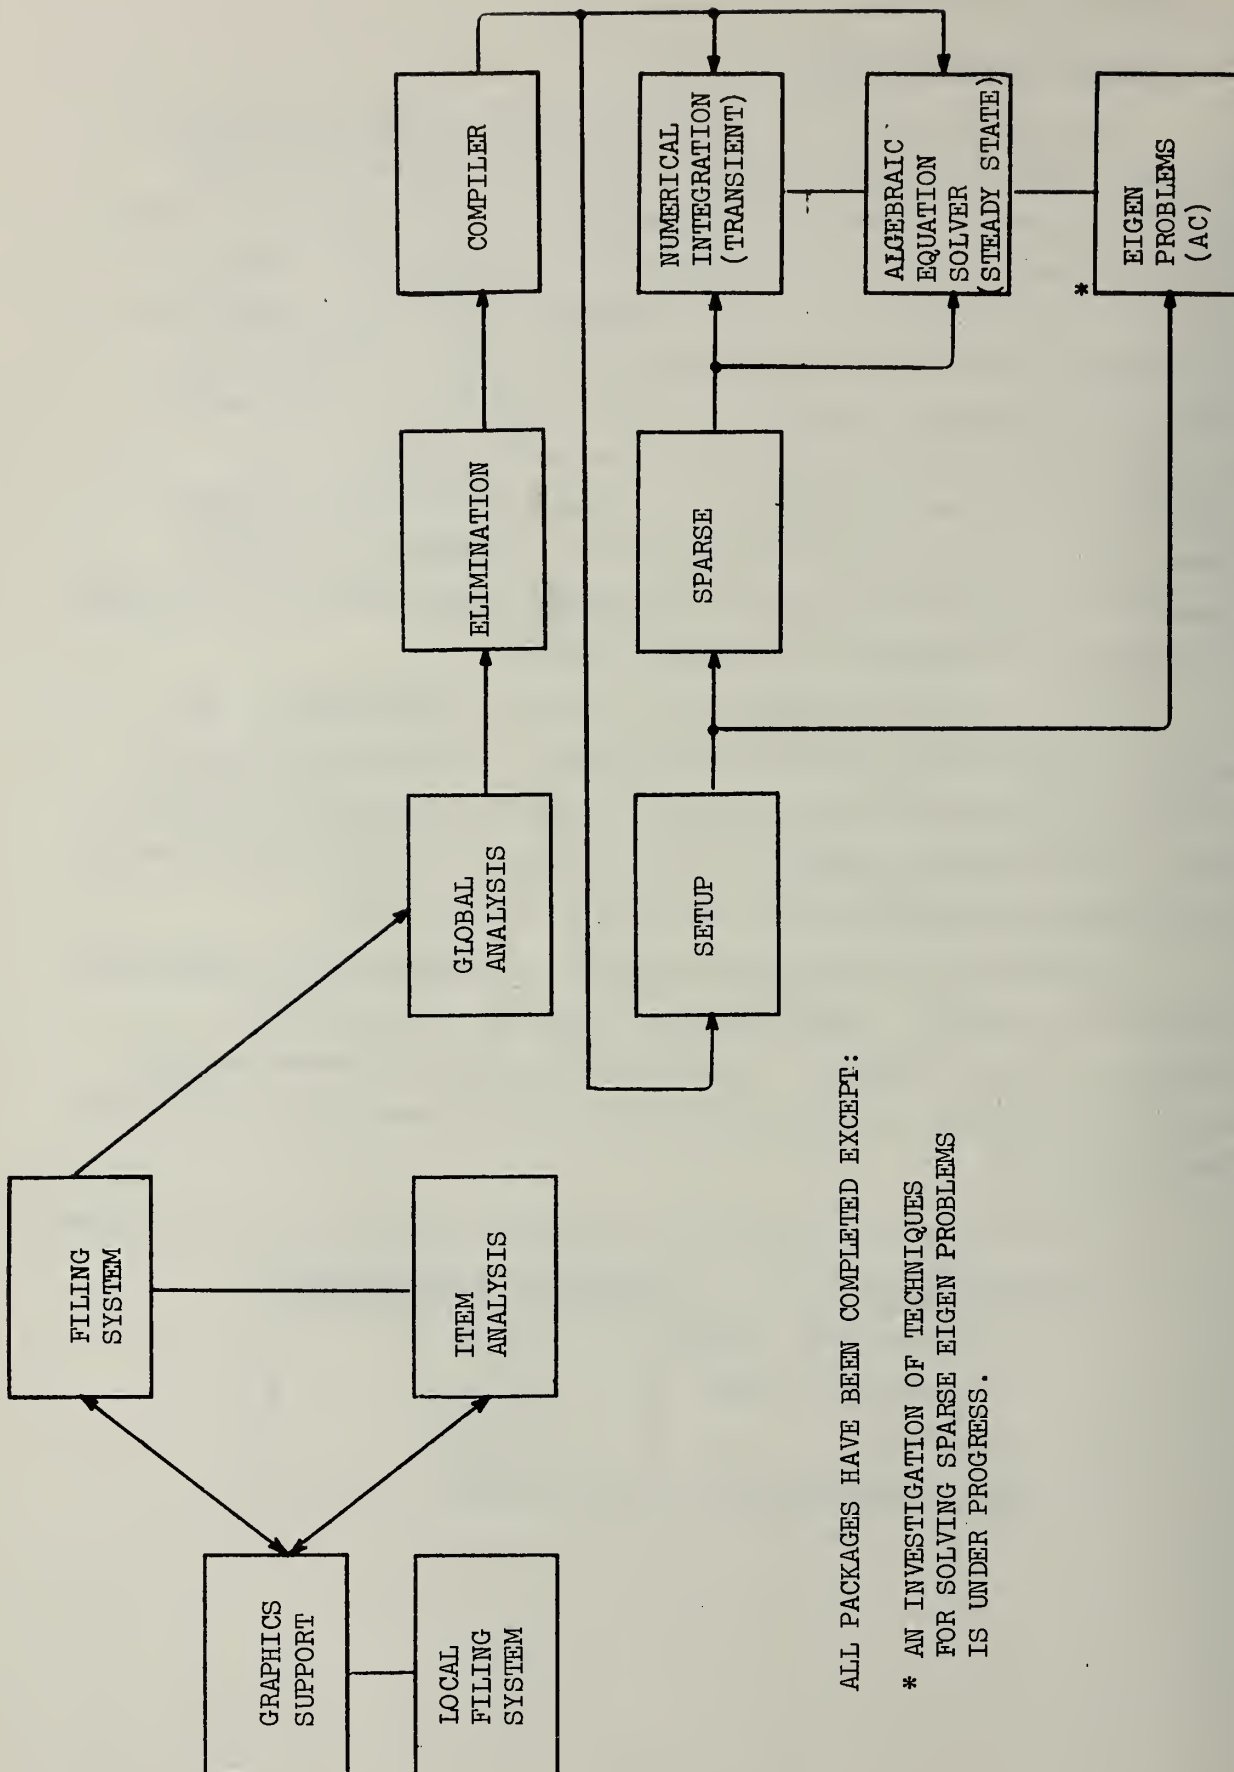 GRAPHICS
SUPPORT
LOCAL
FILING
SYSTEM
FILING
SYSTEM
ITEM
ANALYSIS
GLOBAL
ANALYSIS
ELIMINATION
COMPILER
SETUP
SPARSE
NUMERICAL
INTEGRATION
(TRANSIENT)
ALGEBRAIC
EQUATION
SOLVER
(STEADY STATE)
*
EIGEN
PROBLEMS
(AC)
ALL PACKAGES HAVE BEEN COMPLETED EXCEPT:
* AN INVESTIGATION OF TECHNIQUES
FOR SOLVING SPARSE EIGEN PROBLEMS
IS UNDER PROGRESS.